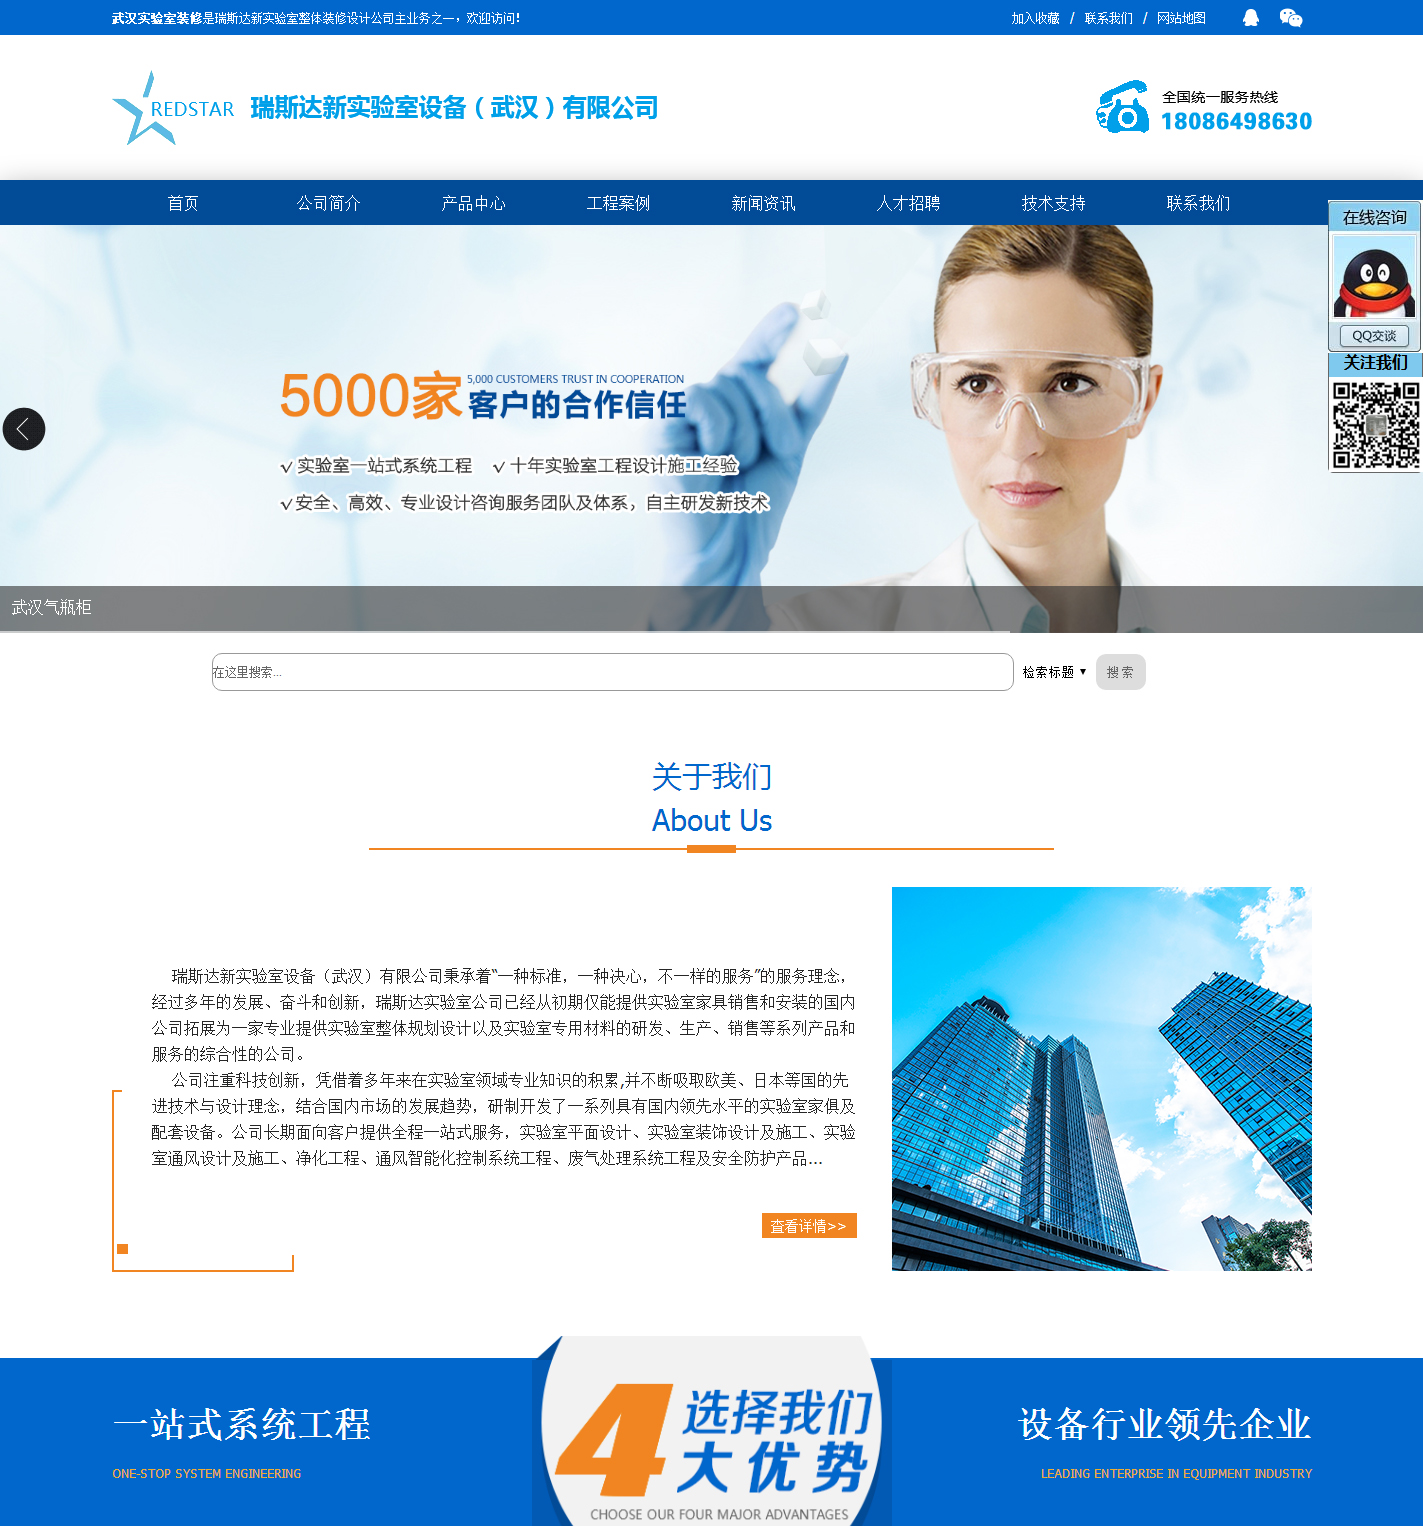 武汉实验室装修是瑞斯达新实验室整体装修设计公司主业务之一，欢迎访问!
加入收藏 / 联系我们 / 网站地图
REDSTAR 瑞斯达新实验室设备（武汉）有限公司
全国统一服务热线
18086498630
首页 公司简介 产品中心 工程案例 新闻资讯 人才招聘 技术支持 联系我们
在线咨询
QQ交谈
关注我们
5000家 5,000 CUSTOMERS TRUST IN COOPERATION
客户的合作信任
√ 实验室一站式系统工程 √ 十年实验室工程设计施工经验
√ 安全、高效、专业设计咨询服务团队及体系，自主研发新技术
武汉气瓶柜
在这里搜索... 检索标题 ▼ 搜索
关于我们
About Us
瑞斯达新实验室设备（武汉）有限公司秉承着“一种标准，一种决心，不一样的服务”的服务理念，
经过多年的发展、奋斗和创新，瑞斯达实验室公司已经从初期仅能提供实验室家具销售和安装的国内
公司拓展为一家专业提供实验室整体规划设计以及实验室专用材料的研发、生产、销售等系列产品和
服务的综合性的公司。
公司注重科技创新，凭借着多年来在实验室领域专业知识的积累,并不断吸取欧美、日本等国的先
进技术与设计理念，结合国内市场的发展趋势，研制开发了一系列具有国内领先水平的实验室家俱及
配套设备。公司长期面向客户提供全程一站式服务，实验室平面设计、实验室装饰设计及施工、实验
室通风设计及施工、净化工程、通风智能化控制系统工程、废气处理系统工程及安全防护产品...
查看详情>>
一站式系统工程
ONE-STOP SYSTEM ENGINEERING
4 选择我们
大优势
CHOOSE OUR FOUR MAJOR ADVANTAGES
设备行业领先企业
LEADING ENTERPRISE IN EQUIPMENT INDUSTRY